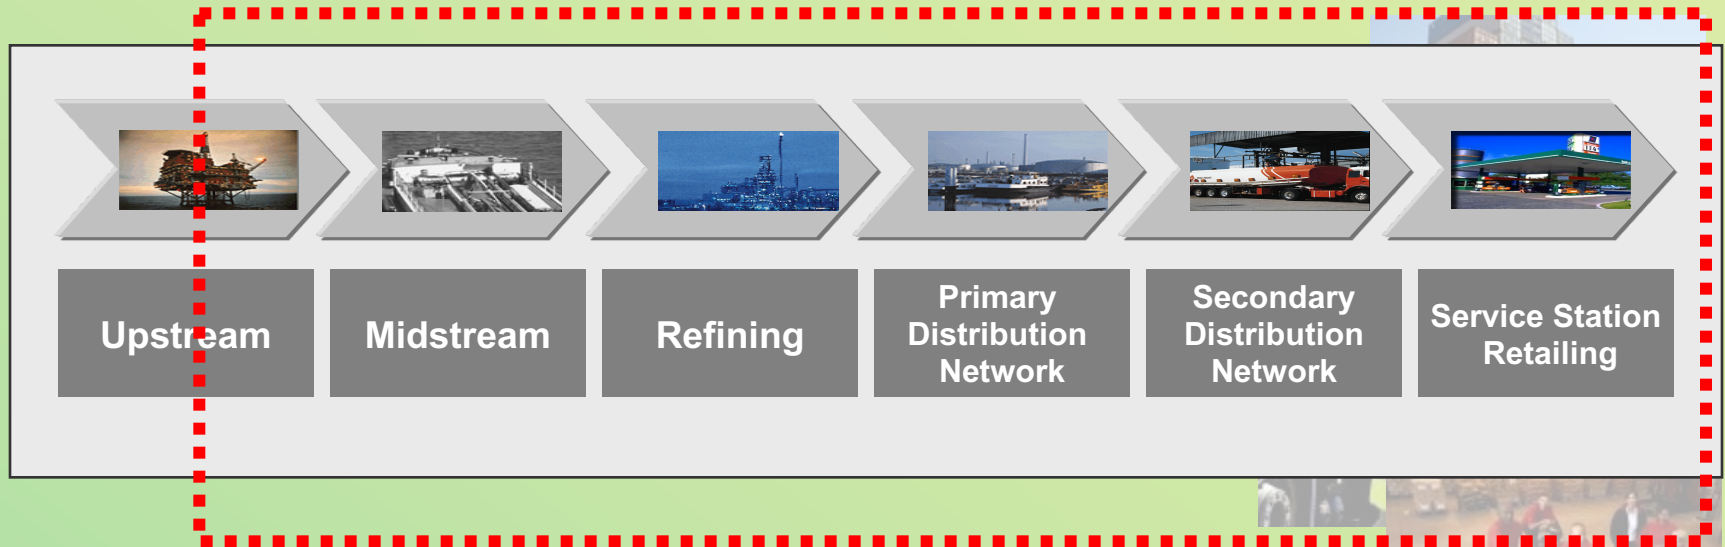 Upstream
Midstream
Refining
Primary
Distribution
Network
Secondary
Distribution
Network
Service Station
Retailing